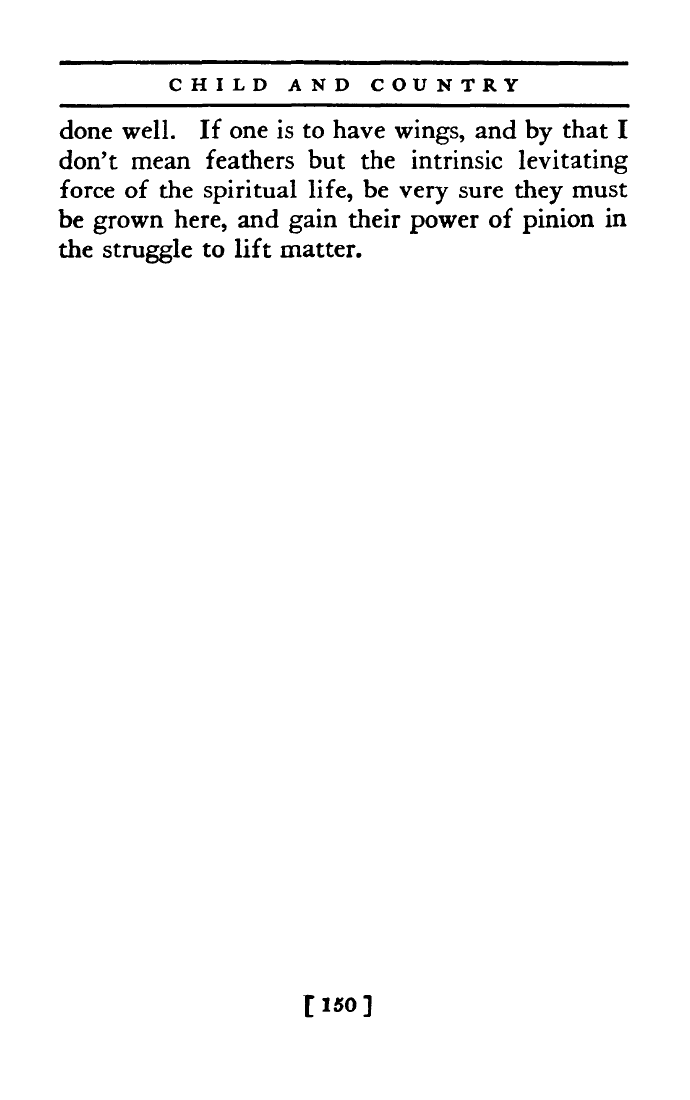 CHILD AND COUNTRY
done well. If one is to have wings, and by that I
don't mean feathers but the intrinsic levitating
force of the spiritual life, be very sure they must
be grown here, and gain their power of pinion in
the struggle to lift matter.
[ 150 ]